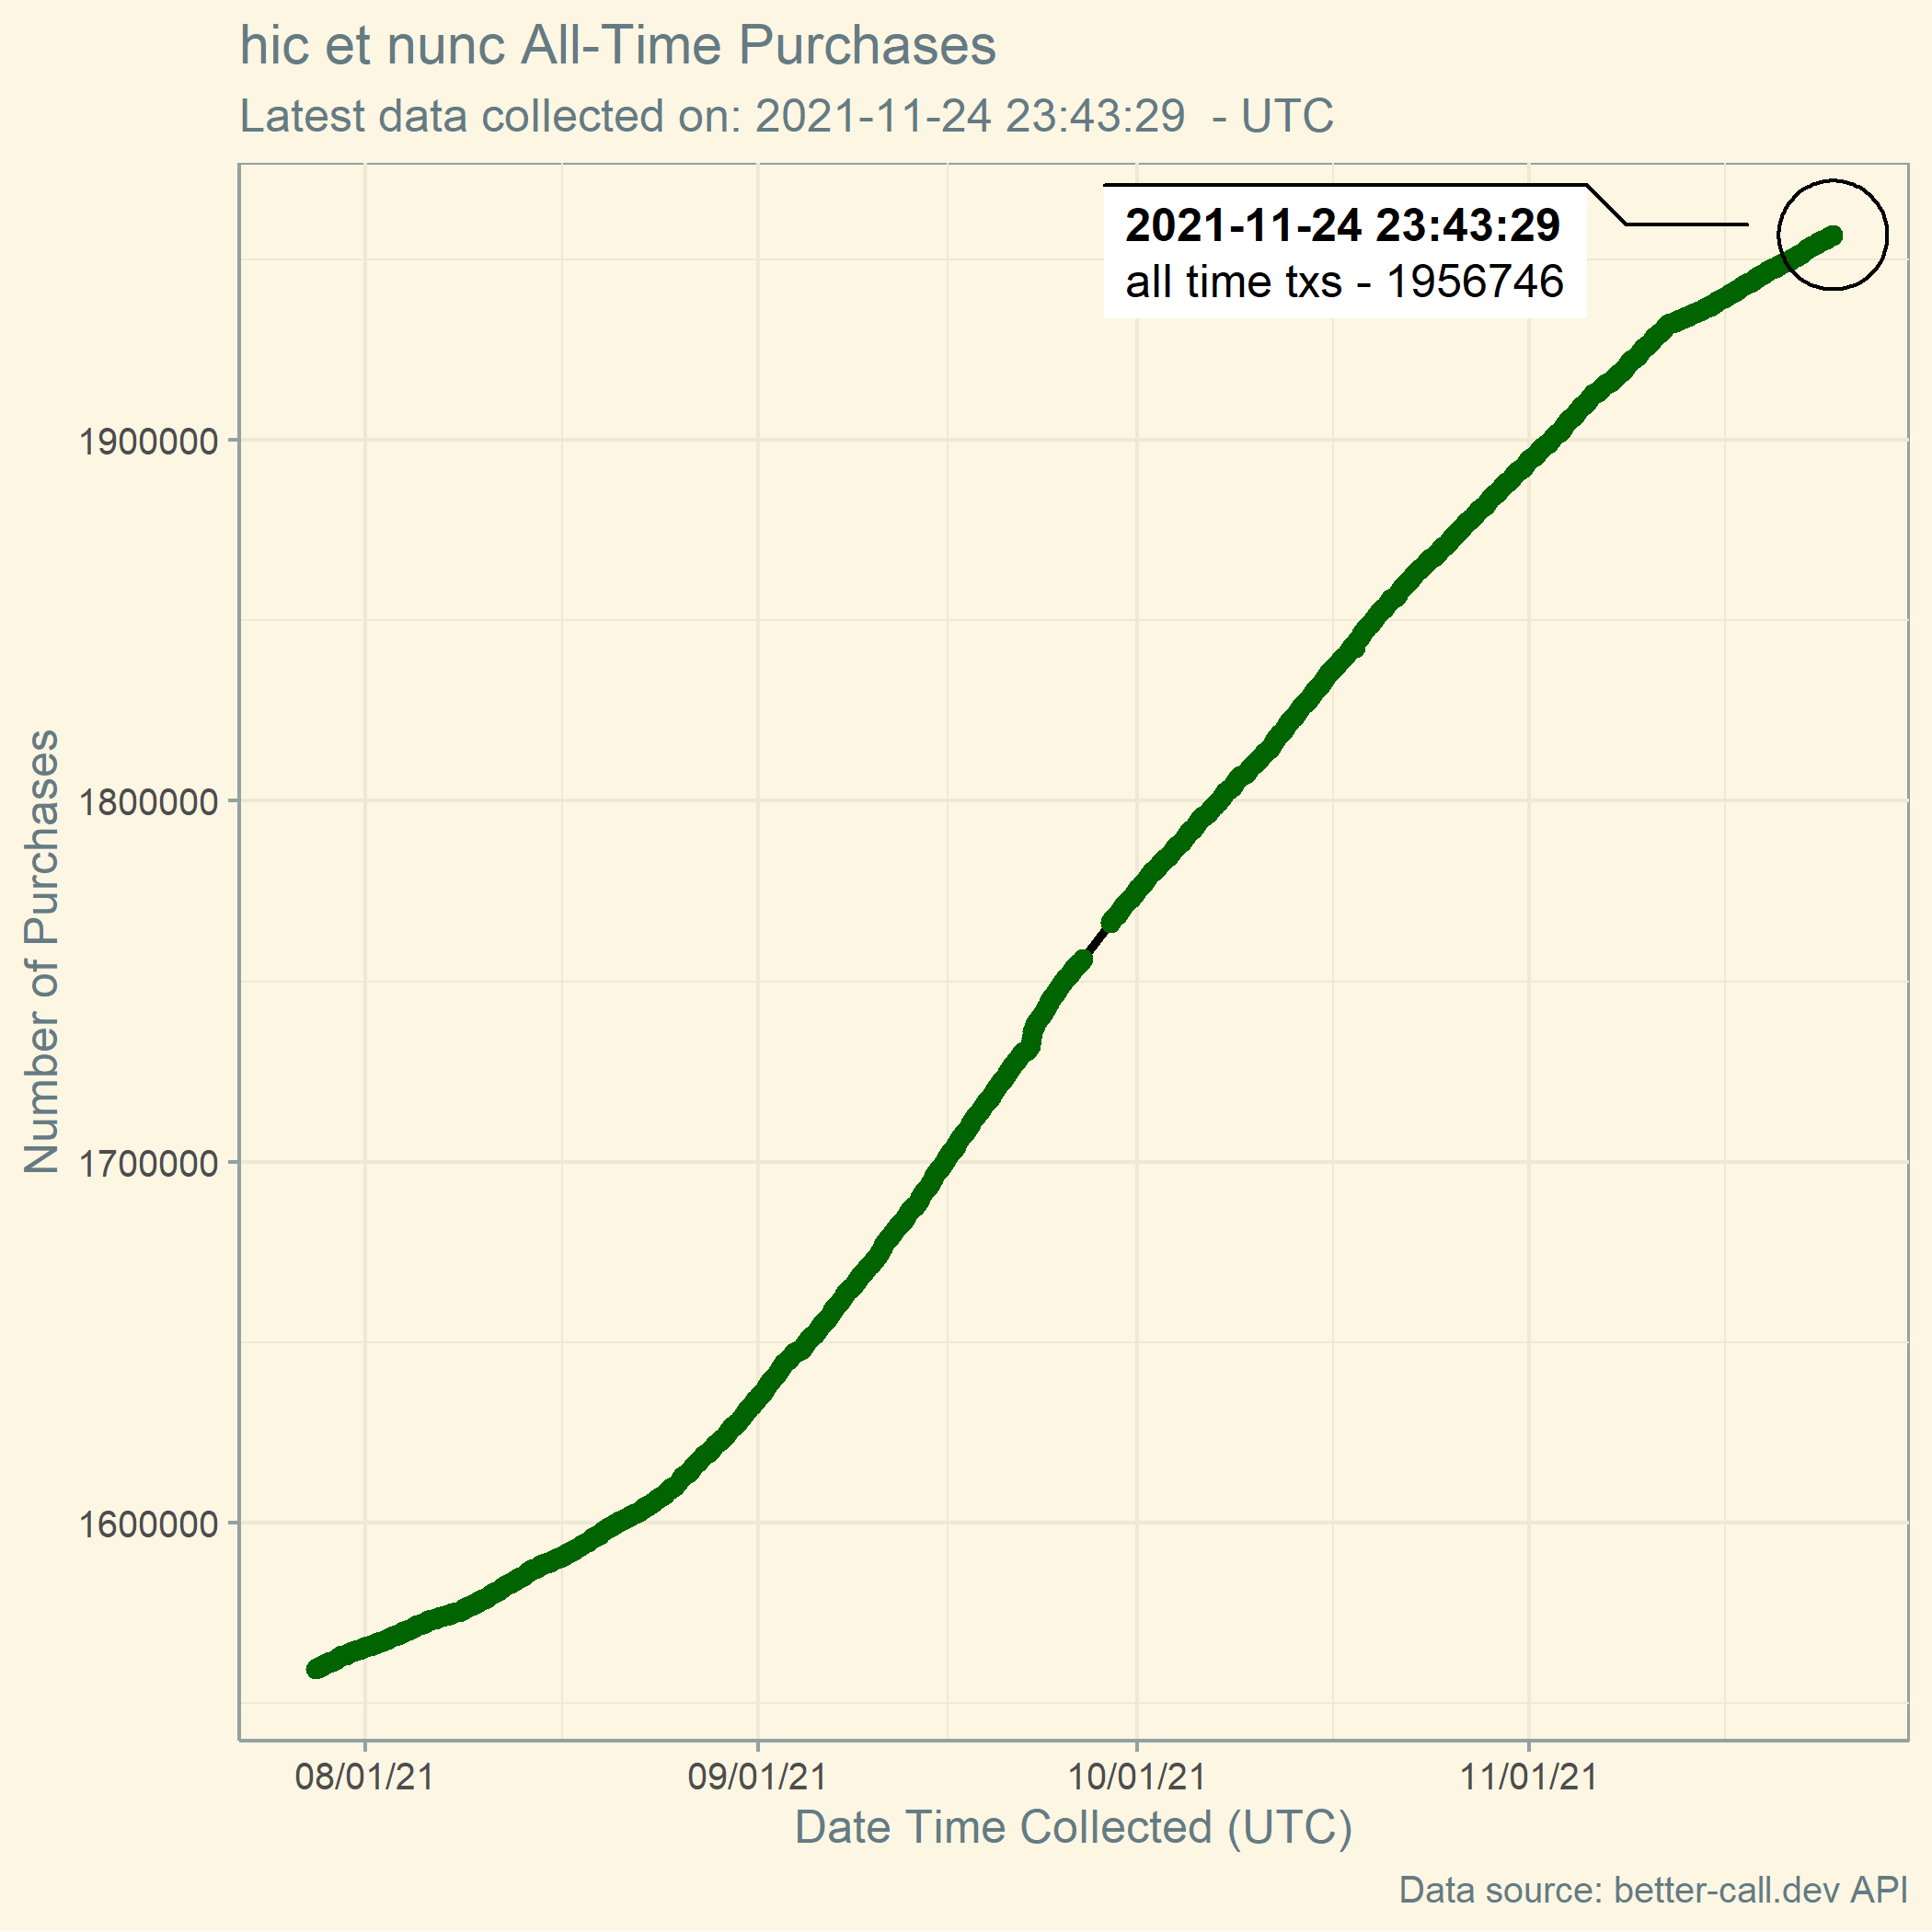 hic et nunc All-Time Purchases
Latest data collected on: 2021-11-24 23:43:29  - UTC
2021-11-24 23:43:29
all time txs - 1956746
Number of Purchases
1900000
1800000
1700000
1600000
08/01/21
09/01/21
10/01/21
11/01/21
Date Time Collected (UTC)
Data source: better-call.dev API